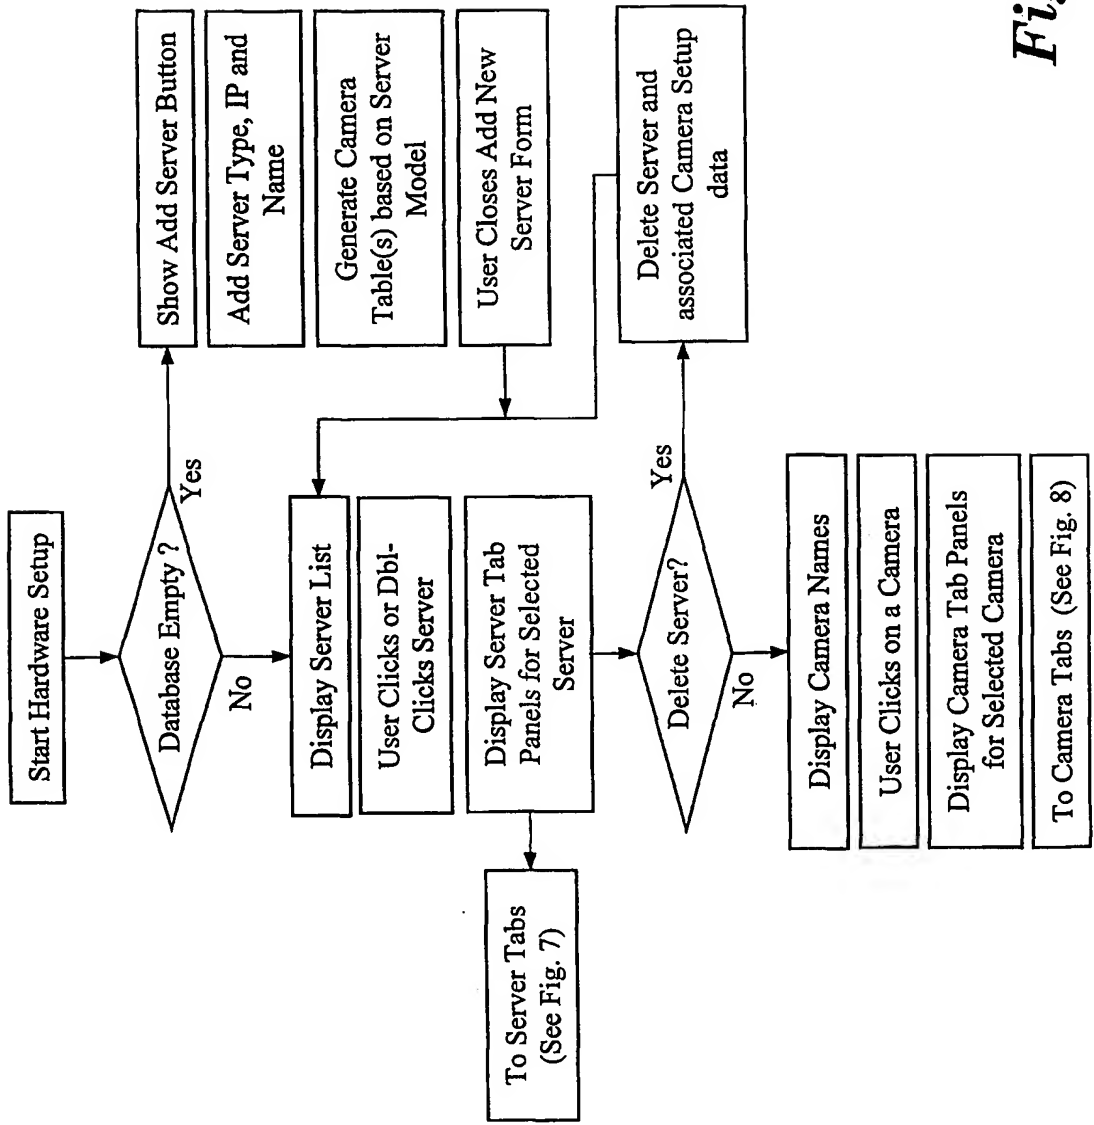 Start Hardware Setup
Database Empty ?
Yes
No
Show Add Server Button
Add Server Type, IP and
Name
Generate Camera
Table(s) based on Server
Model
User Closes Add New
Server Form
Display Server List
User Clicks or Dbl-
Clicks Server
Display Server Tab
Panels for Selected
Server
To Server Tabs
(See Fig. 7)
Delete Server?
Yes
No
Delete Server and
associated Camera Setup
data
Display Camera Names
User Clicks on a Camera
Display Camera Tab Panels
for Selected Camera
To Camera Tabs (See Fig. 8)